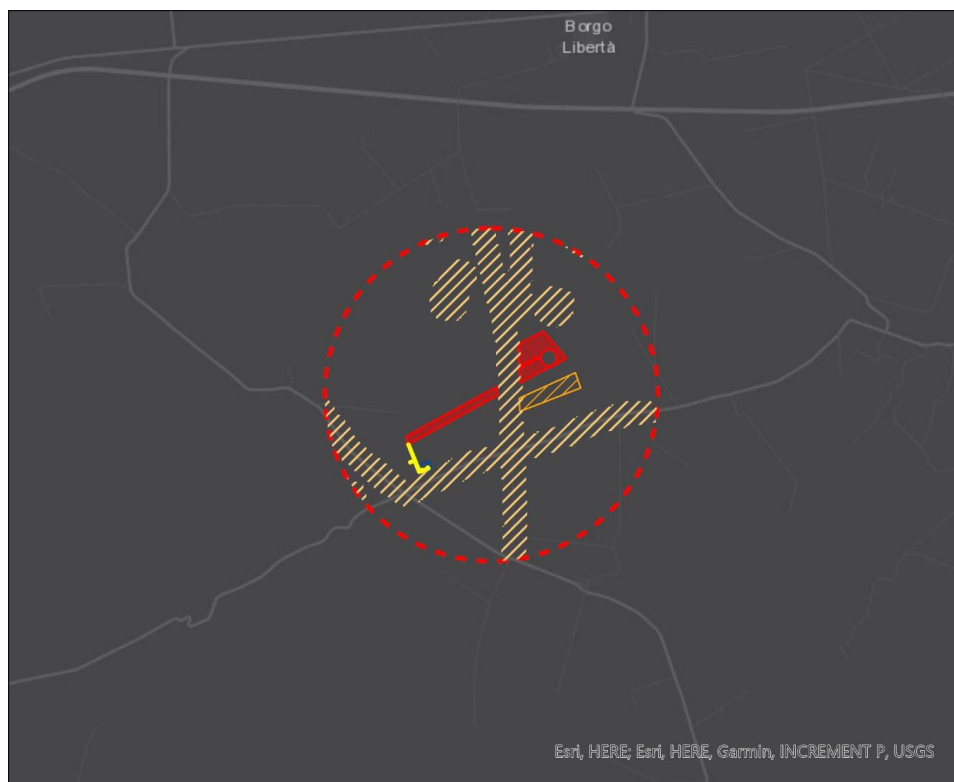 Borgo
Libertà
Esri, HERE; Esri, HERE, Garmin, INCREMENT P, USGS